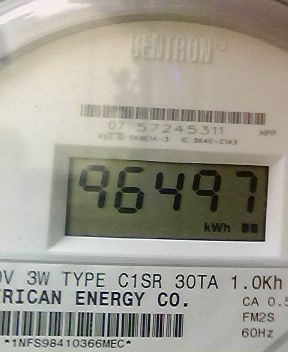 CENTRON
07 57245311 HPP
96497
kWh
V 3W TYPE C1SR 30TA 1.0Kh
RICAN ENERGY CO.
CA 0.5
FM2S
60Hz
*1NFS98410366MEC*